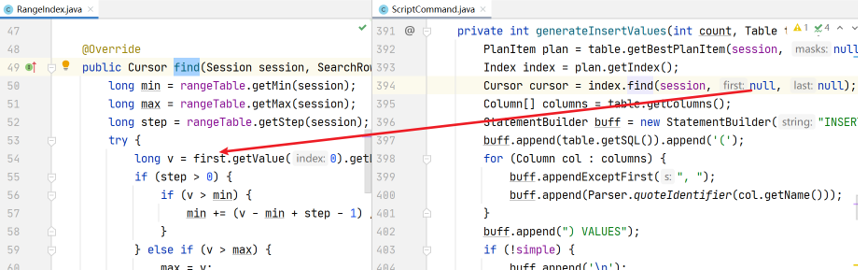 RangeIndex.java
47
48 @Override
49 public Cursor find(Session session, SearchRow
50 long min = rangeTable.getMin(session);
51 long max = rangeTable.getMax(session);
52 long step = rangeTable.getStep(session);
53 try {
54 long v = first.getValue( index: 0).get
55 if (step > 0) {
56 if (v > min) {
57 min += (v - min + step - 1)
58 }
59 } else if (v > max) {
60 max = v;
ScriptCommand.java
391 @ private int generateInsertValues(int count, Table
1 4
392 PlanItem plan = table.getBestPlanItem(session, masks: null
393 Index index = plan.getIndex();
394 Cursor cursor = index.find(session, first: null, last: null);
395 Column[] columns = table.getColumns();
396 StatementBuilder buff = new StatementBuilder( string: "INSER
397 buff.append(table.getSQL()).append('(');
398 for (Column col : columns) {
399 buff.appendExceptFirst( s: ", ");
400 buff.append(Parser.quoteIdentifier(col.getName()));
401 }
402 buff.append(") VALUES");
403 if (!simple) {
404 buff.append('\n');